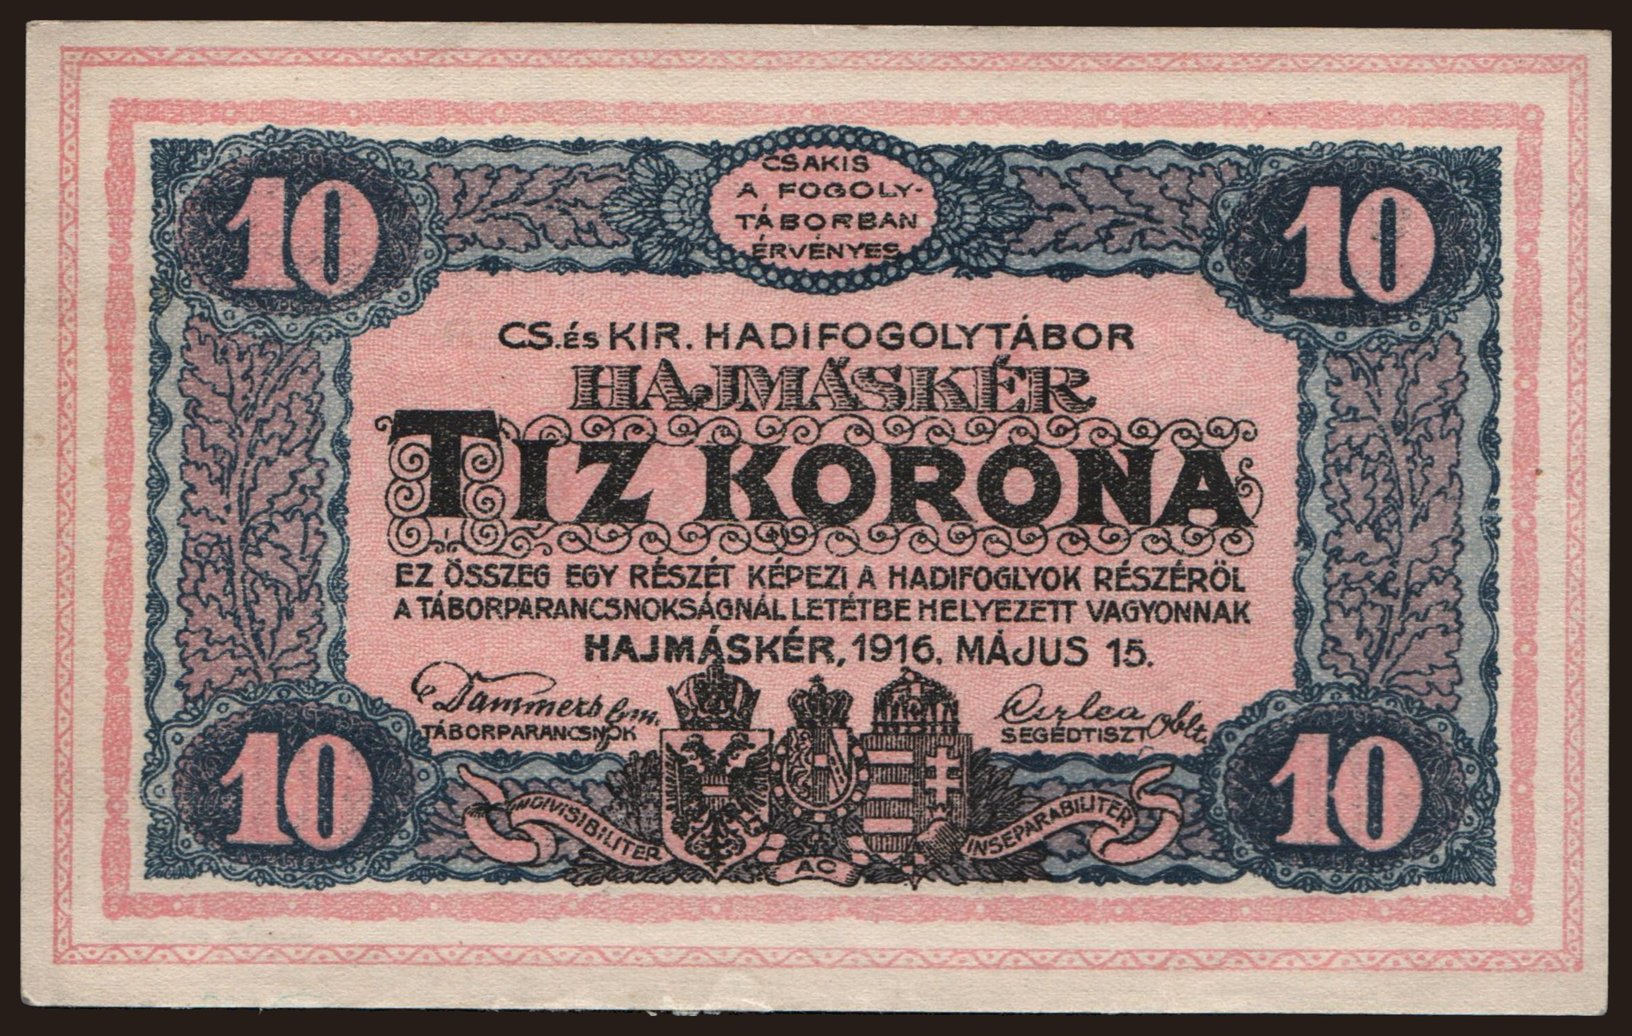 10
CSAKIS
A FOGOLY-
TÁBORBAN
ÉRVÉNYES
10
CS. és KIR. HADIFOGOLYTÁBOR
HAJMÁSKÉR
TIZ KORONA
EZ ÖSSZEG EGY RÉSZÉT KÉPEZI A HADIFOGLYOK RÉSZÉRÖL
A TÁBORPARANCSNOKSÁGNÁL LETÉTBE HELYEZETT VAGYONNAK
HAJMÁSKÉR, 1916. MÁJUS 15.
TÁBORPARANCSNOK
SEGÉDTISZT
10
INDIVISIBILITER
AC
INSEPARABILITER
10